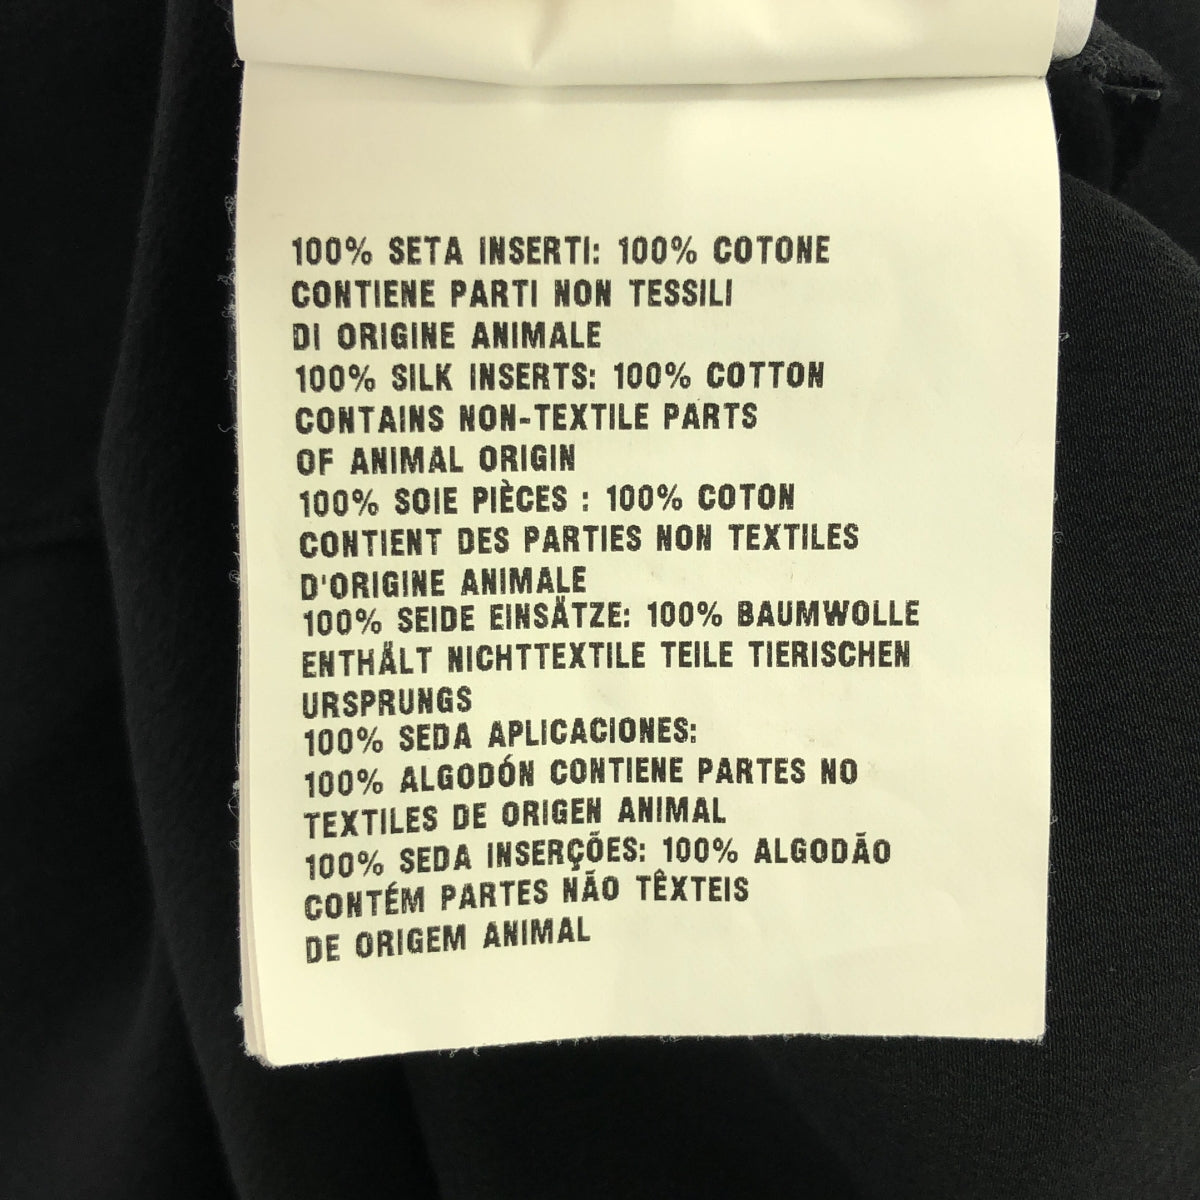 100% SETA INSERTI: 100% COTONE
CONTIENE PARTI NON TESSILI
DI ORIGINE ANIMALE
100% SILK INSERTS: 100% COTTON
CONTAINS NON-TEXTILE PARTS
OF ANIMAL ORIGIN
100% SOIE PIÈCES : 100% COTON
CONTIENT DES PARTIES NON TEXTILES
D'ORIGINE ANIMALE
100% SEIDE EINSÄTZE: 100% BAUMWOLLE
ENTHÄLT NICHTTEXTILE TEILE TIERISCHEN
URSPRUNGS
100% SEDA APLICACIONES:
100% ALGODÓN CONTIENE PARTES NO
TEXTILES DE ORIGEN ANIMAL
100% SEDA INSERÇÕES: 100% ALGODÃO
CONTÉM PARTES NÃO TÊXTEIS
DE ORIGEM ANIMAL